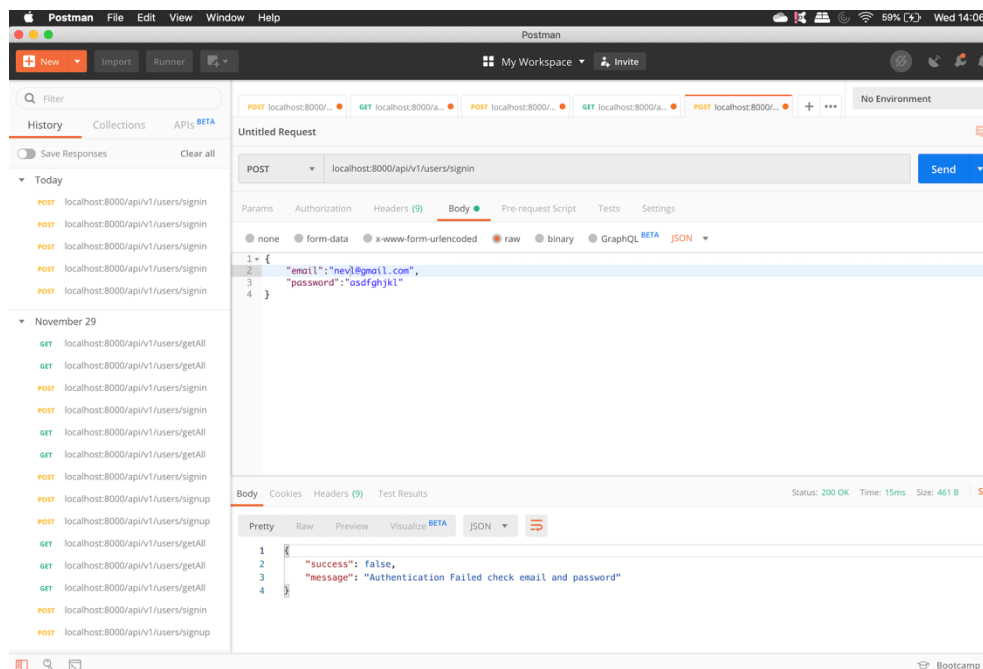 Postman File Edit View Window Help 59% Wed 14:06
Postman
New Import Runner My Workspace Invite
Filter
History Collections APIs BETA
Save Responses Clear all
Today
POST localhost:8000/api/v1/users/signin
POST localhost:8000/api/v1/users/signin
POST localhost:8000/api/v1/users/signin
POST localhost:8000/api/v1/users/signin
POST localhost:8000/api/v1/users/signin
November 29
GET localhost:8000/api/v1/users/getAll
GET localhost:8000/api/v1/users/getAll
POST localhost:8000/api/v1/users/signin
POST localhost:8000/api/v1/users/signin
GET localhost:8000/api/v1/users/getAll
GET localhost:8000/api/v1/users/getAll
POST localhost:8000/api/v1/users/signin
POST localhost:8000/api/v1/users/signup
POST localhost:8000/api/v1/users/signup
GET localhost:8000/api/v1/users/getAll
GET localhost:8000/api/v1/users/getAll
GET localhost:8000/api/v1/users/getAll
POST localhost:8000/api/v1/users/signin
POST localhost:8000/api/v1/users/signup
POST localhost:8000/... GET localhost:8000/a... POST localhost:8000/... GET localhost:8000/a... POST localhost:8000/... + ••• No Environment
Untitled Request
POST localhost:8000/api/v1/users/signin Send
Params Authorization Headers (9) Body Pre-request Script Tests Settings
none form-data x-www-form-urlencoded raw binary GraphQL BETA JSON
1 {
2 "email":"nevl@gmail.com",
3 "password":"asdfghjkl"
4 }
Body Cookies Headers (9) Test Results Status: 200 OK Time: 15ms Size: 461 B S
Pretty Raw Preview Visualize BETA JSON
1 {
2 "success": false,
3 "message": "Authentication Failed check email and password"
4 }
Bootcamp